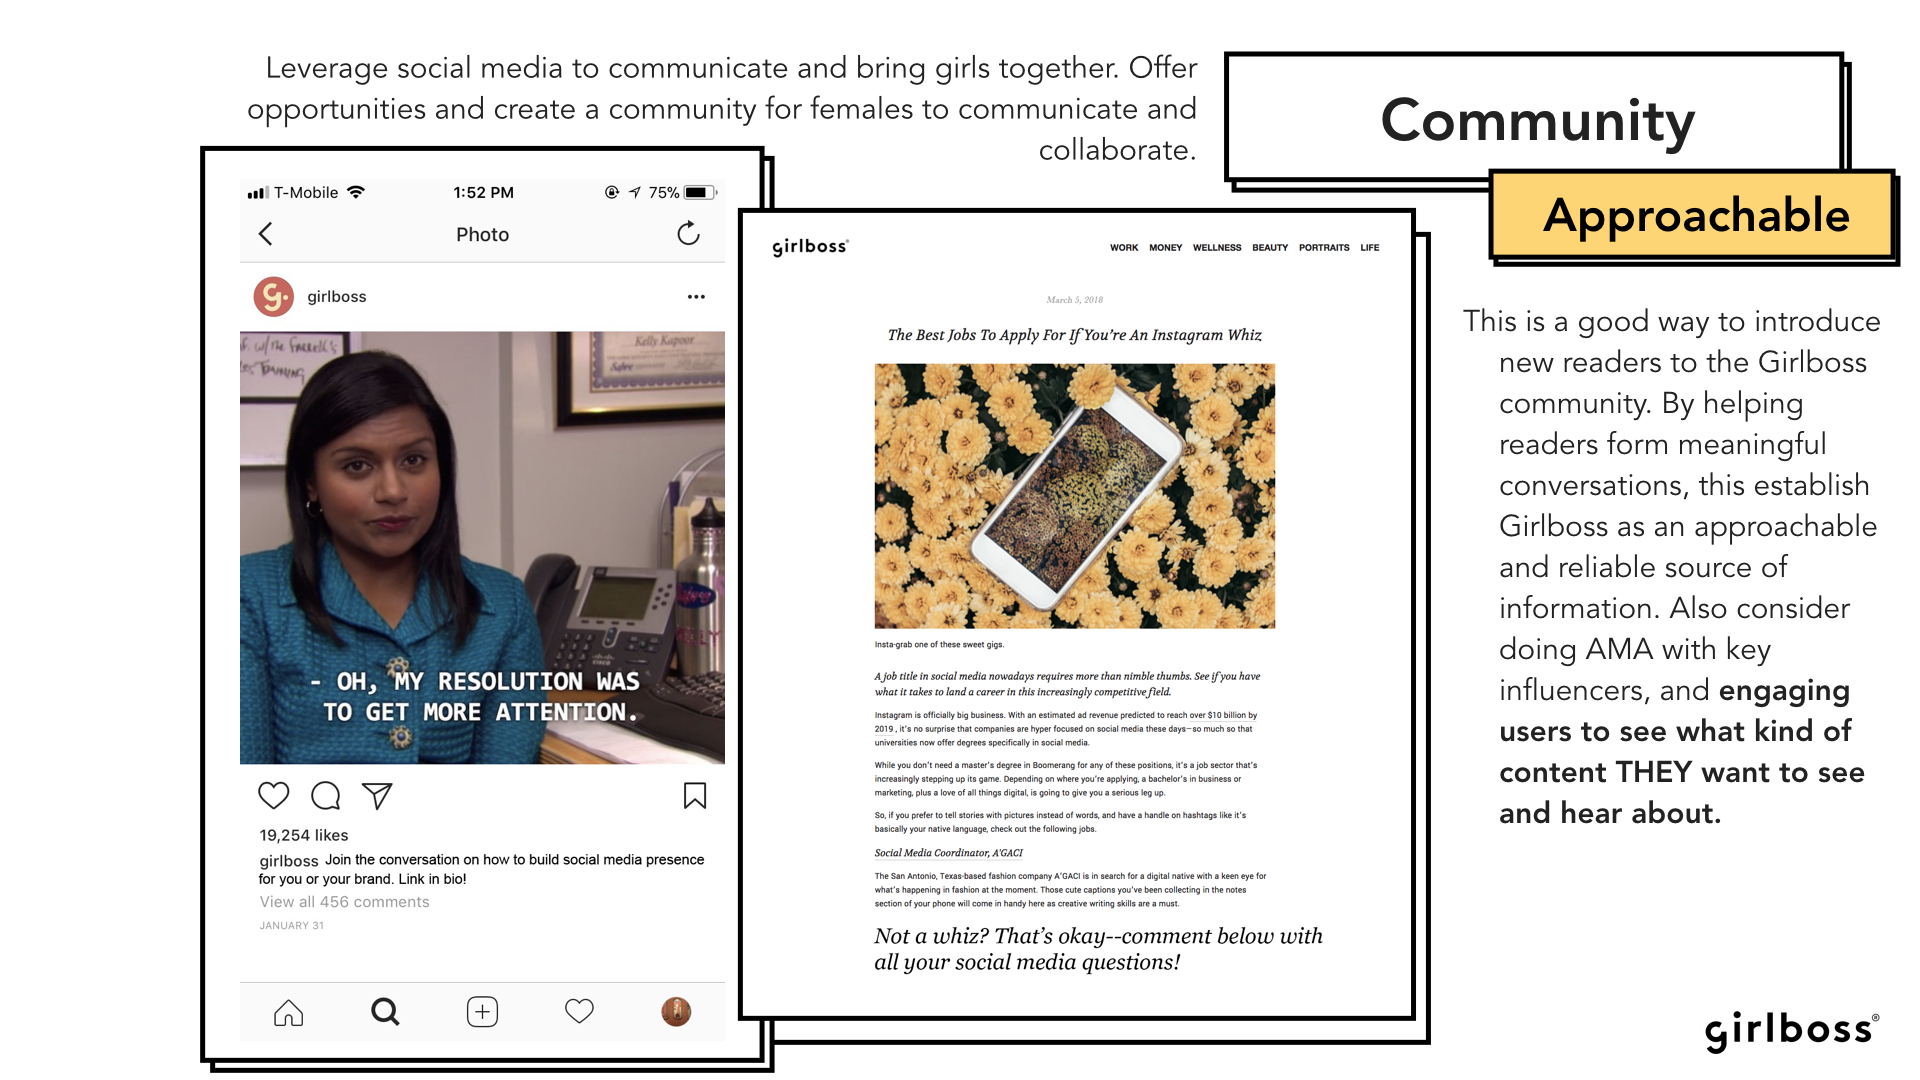 Leverage social media to communicate and bring girls together. Offer
opportunities and create a community for females to communicate and
collaborate.
Community
Approachable
T-Mobile
1:52 PM
75%
Photo
girlboss
Kelly Kapoor
Sabre
- OH, MY RESOLUTION WAS
TO GET MORE ATTENTION.
19,254 likes
girlboss Join the conversation on how to build social media presence
for you or your brand. Link in bio!
View all 456 comments
JANUARY 31
girlboss®
WORK MONEY WELLNESS BEAUTY PORTRAITS LIFE
March 5, 2018
The Best Jobs To Apply For If You're An Instagram Whiz
Insta-grab one of these sweet gigs.
A job title in social media nowadays requires more than nimble thumbs. See if you have
what it takes to land a career in this increasingly competitive field.
Instagram is officially big business. With an estimated ad revenue predicted to reach over $10 billion by
2019 , it's no surprise that companies are hyper focused on social media these days—so much so that
universities now offer degrees specifically in social media.
While you don't need a master's degree in Boomerang for any of these positions, it's a job sector that's
increasingly stepping up its game. Depending on where you're applying, a bachelor's in business or
marketing, plus a love of all things digital, is going to give you a serious leg up.
So, if you prefer to tell stories with pictures instead of words, and have a handle on hashtags like it's
basically your native language, check out the following jobs.
Social Media Coordinator, A'GACI
The San Antonio, Texas-based fashion company A'GACI is in search for a digital native with a keen eye for
what's happening in fashion at the moment. Those cute captions you've been collecting in the notes
section of your phone will come in handy here as creative writing skills are a must.
Not a whiz? That's okay--comment below with
all your social media questions!
This is a good way to introduce
new readers to the Girlboss
community. By helping
readers form meaningful
conversations, this establish
Girlboss as an approachable
and reliable source of
information. Also consider
doing AMA with key
influencers, and engaging
users to see what kind of
content THEY want to see
and hear about.
girlboss®